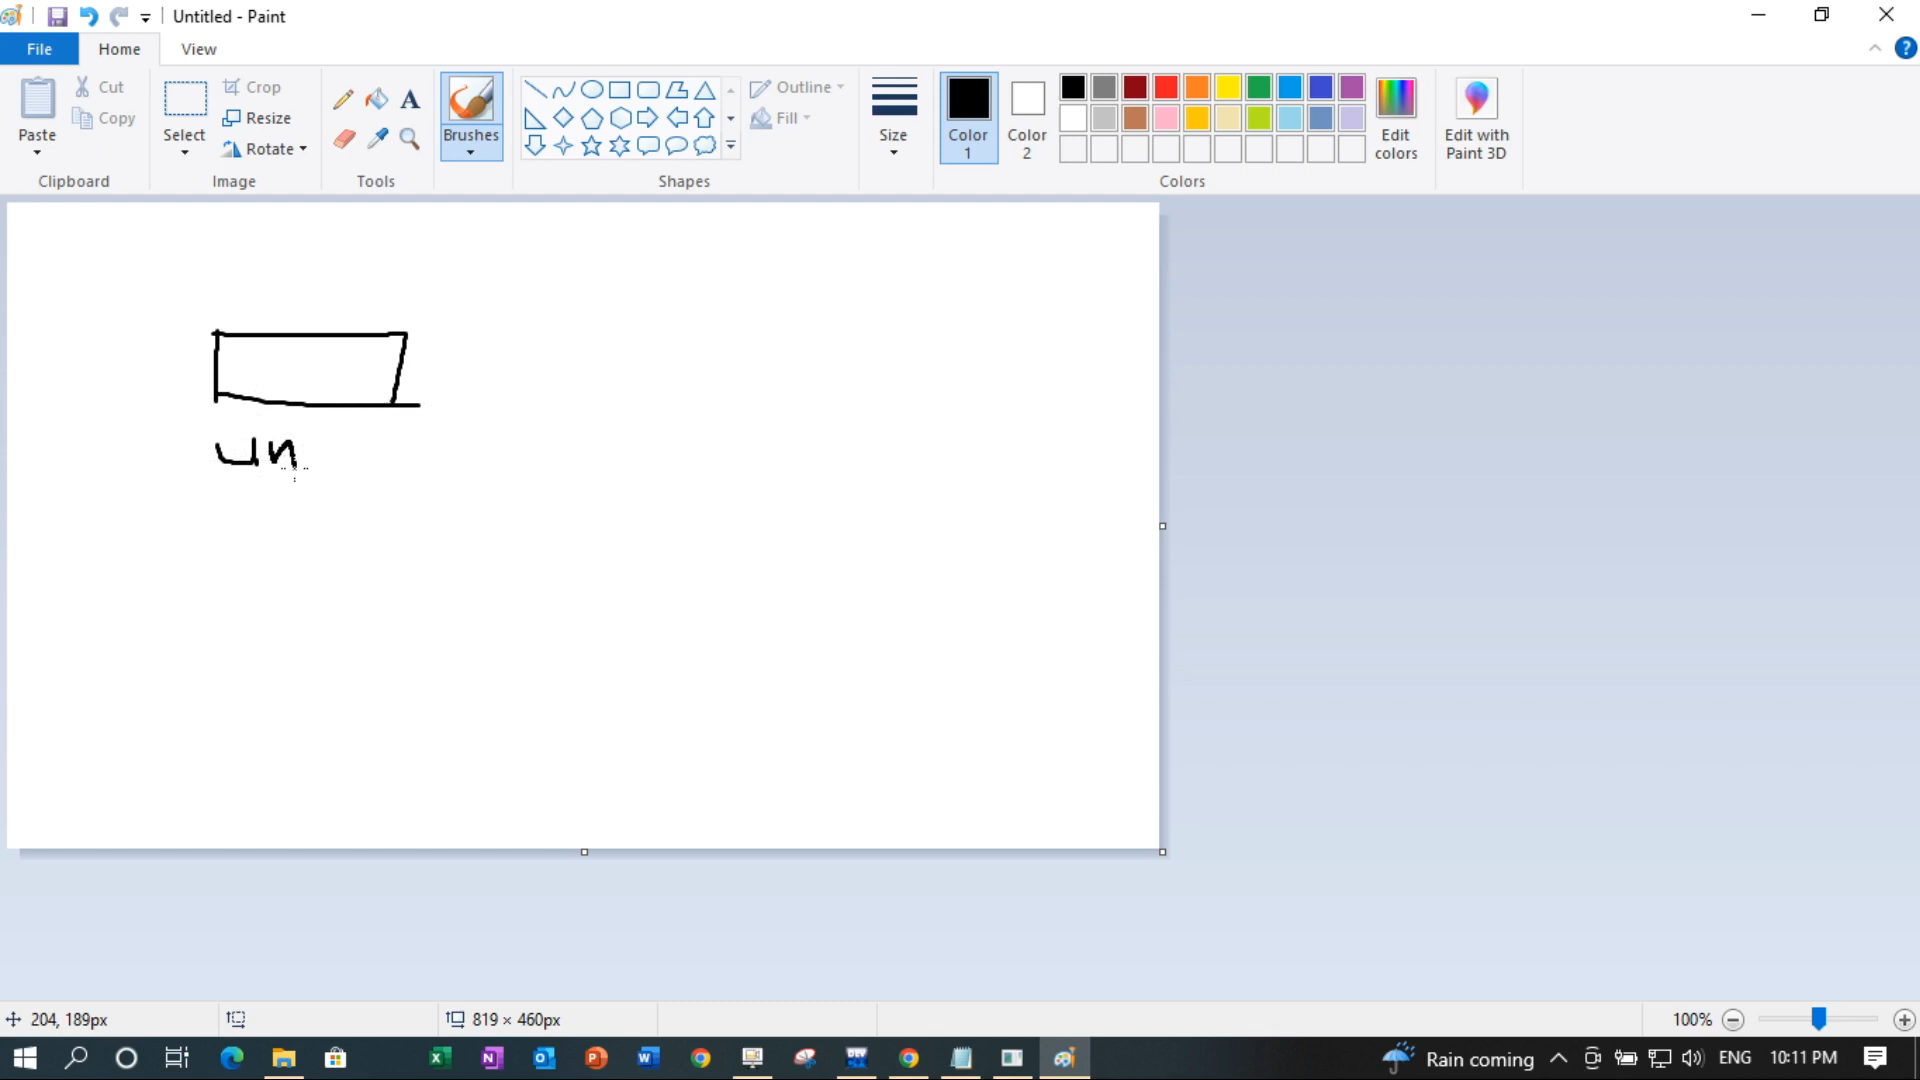 Untitled - Paint
File Home View
Paste Cut Copy Clipboard
Select Crop Resize Rotate Image
Tools
Brushes
Outline Fill Shapes
Size
Color 1 Color 2 Edit colors Colors
Edit with Paint 3D
un
204, 189px 819 × 460px 100%
Rain coming ENG 10:11 PM